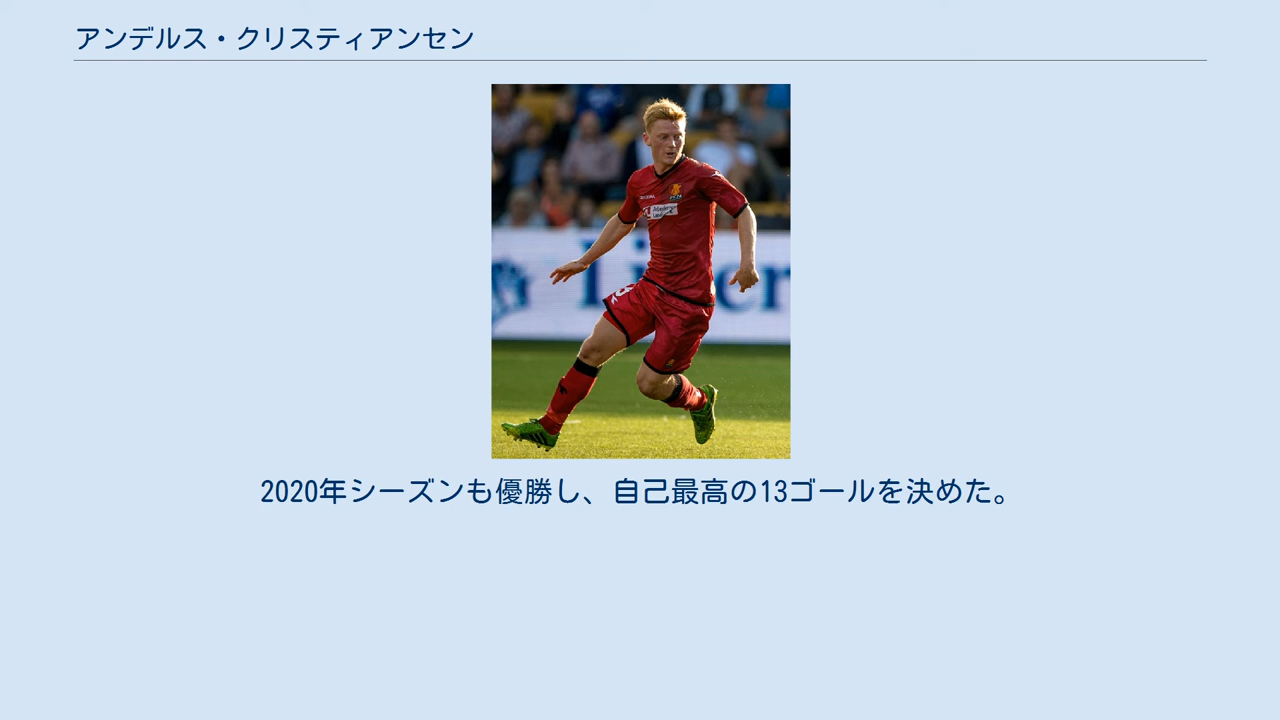 アンデルス・クリスティアンセン
2020年シーズンも優勝し、自己最高の13ゴールを決めた。